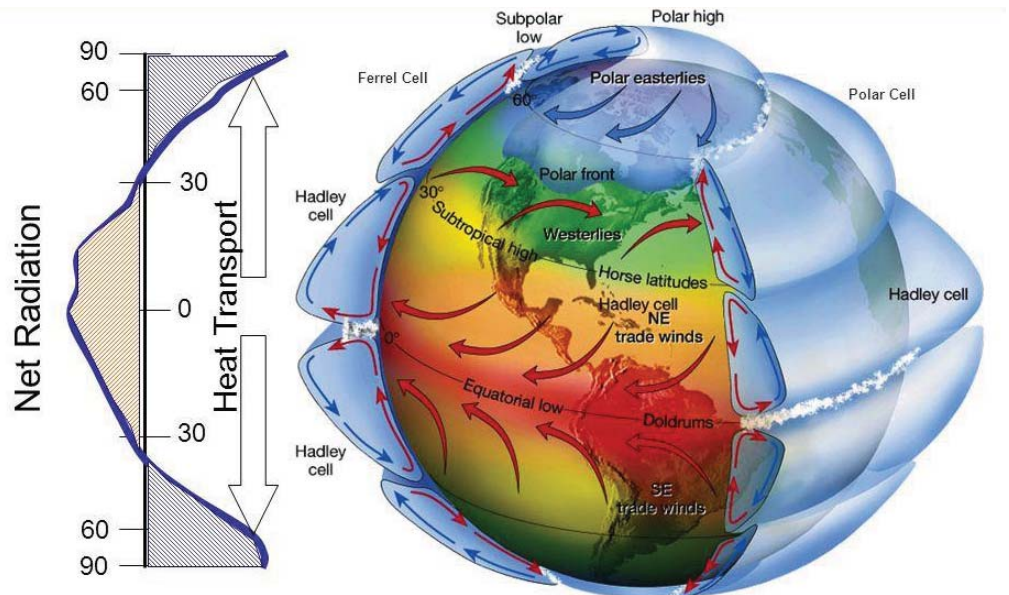 Net Radiation
90
60
30
0
30
60
90
Heat Transport
Subpolar
low
Polar high
Ferrel Cell
60°
Polar easterlies
Polar Cell
Hadley
cell
30°
Polar front
Subtropical high
Westerlies
Horse latitudes
Hadley cell
NE
trade winds
Hadley cell
0°
Equatorial low
Doldrums
Hadley
cell
SE
trade winds